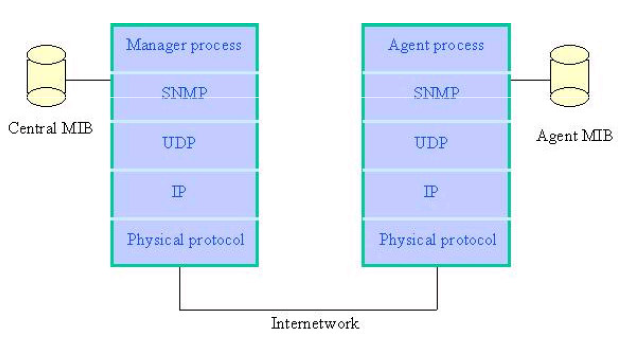 Manager process
SNMP
UDP
IP
Physical protocol
Central MIB
Agent process
SNMP
UDP
IP
Physical protocol
Agent MIB
Internetwork